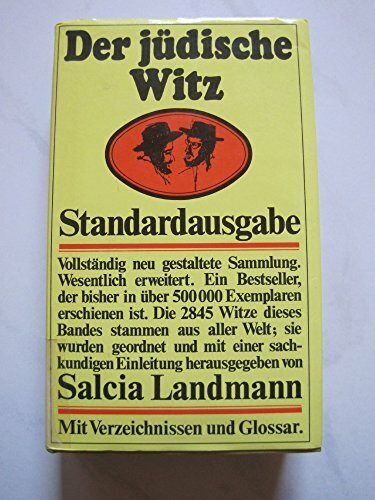 Der jüdische
Witz
Standardausgabe
Vollständig neu gestaltete Sammlung.
Wesentlich erweitert. Ein Bestseller,
der bisher in über 500 000 Exemplaren
erschienen ist. Die 2845 Witze dieses
Bandes stammen aus aller Welt; sie
wurden geordnet und mit einer sach-
kundigen Einleitung herausgegeben von
Salcia Landmann
Mit Verzeichnissen und Glossar.